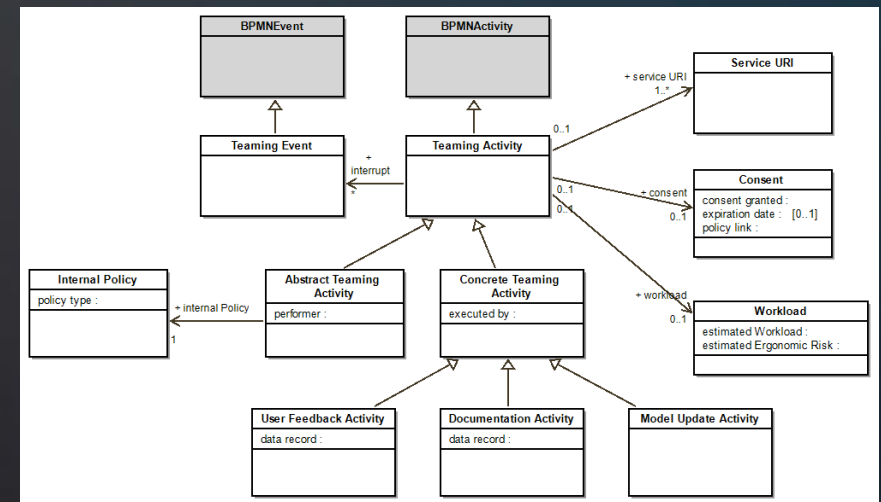 BPMNEvent
BPMNActivity
Service URI
+ service URI
1..*
0..1
Teaming Event
Teaming Activity
+
interrupt
*
Consent
consent granted :
expiration date :   [0..1]
policy link :
+ consent
0..1
0..1
0..1
Internal Policy
policy type :
+ internal Policy
1
Abstract Teaming
Activity
performer :
Concrete Teaming
Activity
executed by :
+ workload
0..1
Workload
estimated Workload :
estimated Ergonomic Risk :
User Feedback Activity
data record :
Documentation Activity
data record :
Model Update Activity